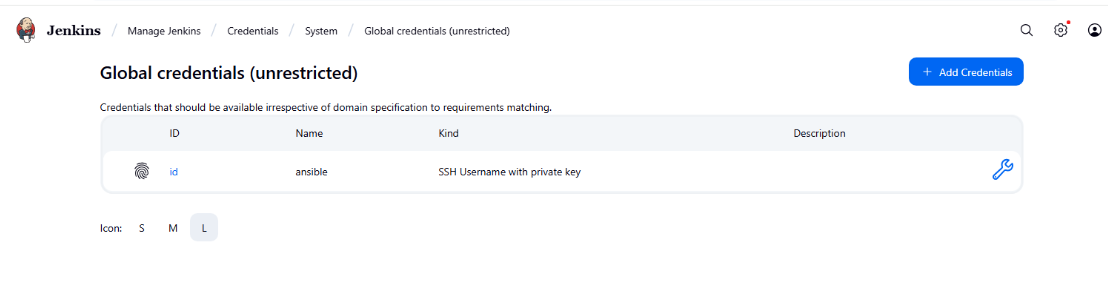 Jenkins / Manage Jenkins / Credentials / System / Global credentials (unrestricted)
Global credentials (unrestricted)
+ Add Credentials
Credentials that should be available irrespective of domain specification to requirements matching.
ID Name Kind Description
id ansible SSH Username with private key
Icon: S M L